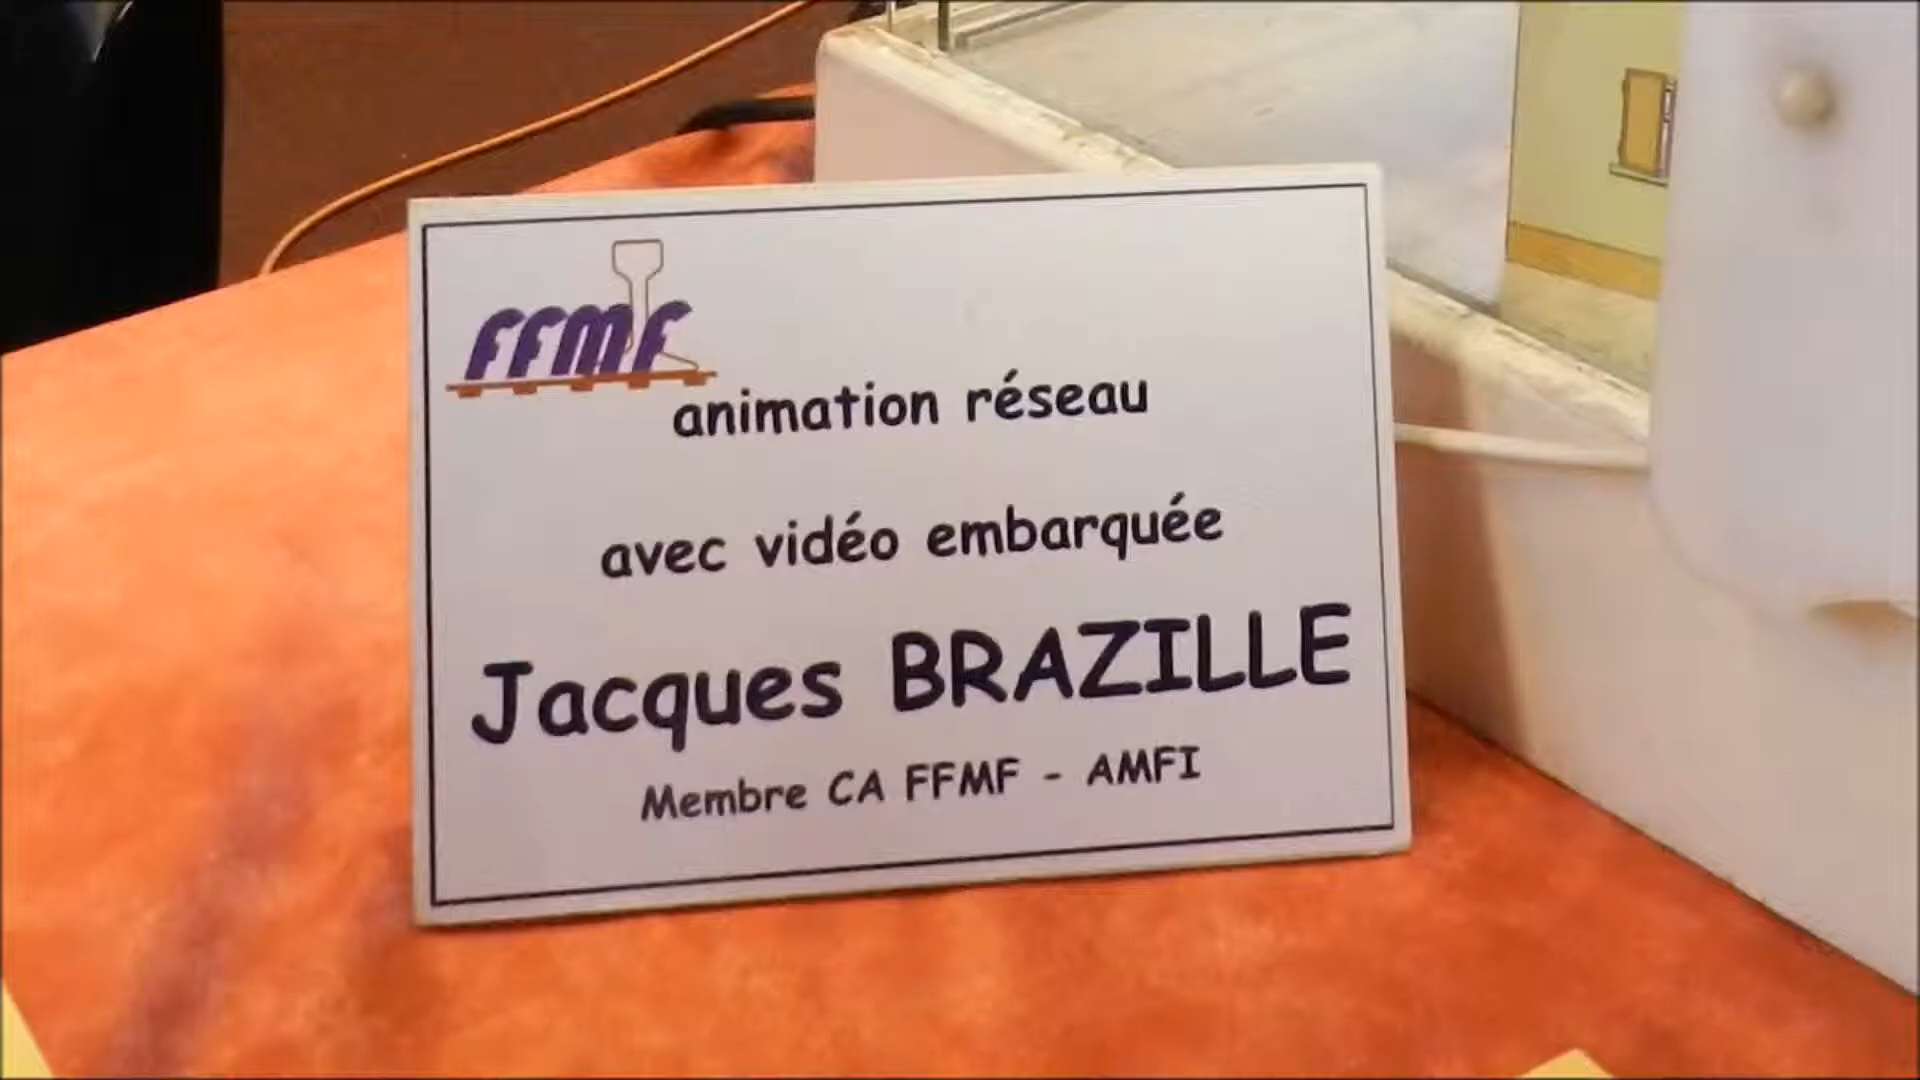 FFMF
animation réseau
avec vidéo embarquée
Jacques BRAZILLE
Membre CA FFMF - AMFI